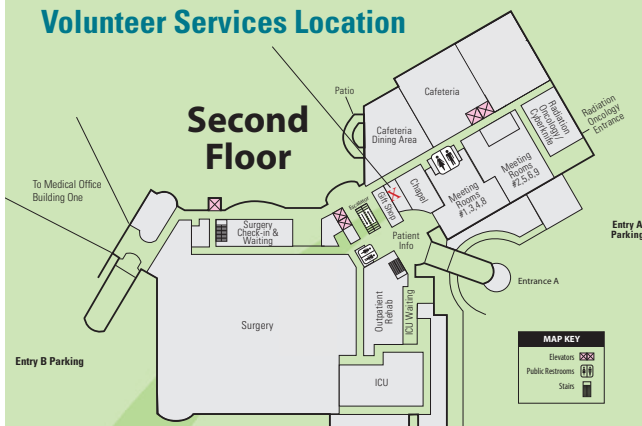 Volunteer Services Location
Second
Floor
Patio
Cafeteria
Cafeteria
Dining Area
Radiation
Oncology/
Cyberknife
Radiation
Oncology
Entrance
Meeting
Rooms
#2,5,6,9
Meeting
Rooms
#1,3,4,8
Chapel
Gift Shop
Escalator
To Medical Office
Building One
Surgery
Check-in &
Waiting
Patient
Info
Entry A
Parking
Entrance A
Outpatient
Rehab
ICU Waiting
Surgery
ICU
Entry B Parking
MAP KEY
Elevators
Public Restrooms
Stairs